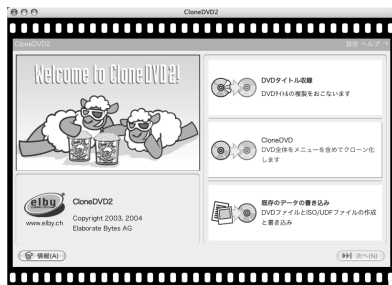 CloneDVD2
CloneDVD2
設定 ヘルプ ?
Welcome to CloneDVD2!
DVDタイトル収録
DVDﾀｲﾄﾙの複製をおこないます
CloneDVD
DVD全体をメニューを含めてクローン化
します
既存のデータの書き込み
DVDファイルとISO/UDFファイルの作成
と書き込み
elby
www.elby.ch
CloneDVD2
Copyright 2003, 2004
Elaborate Bytes AG
情報(A)
次へ(N)